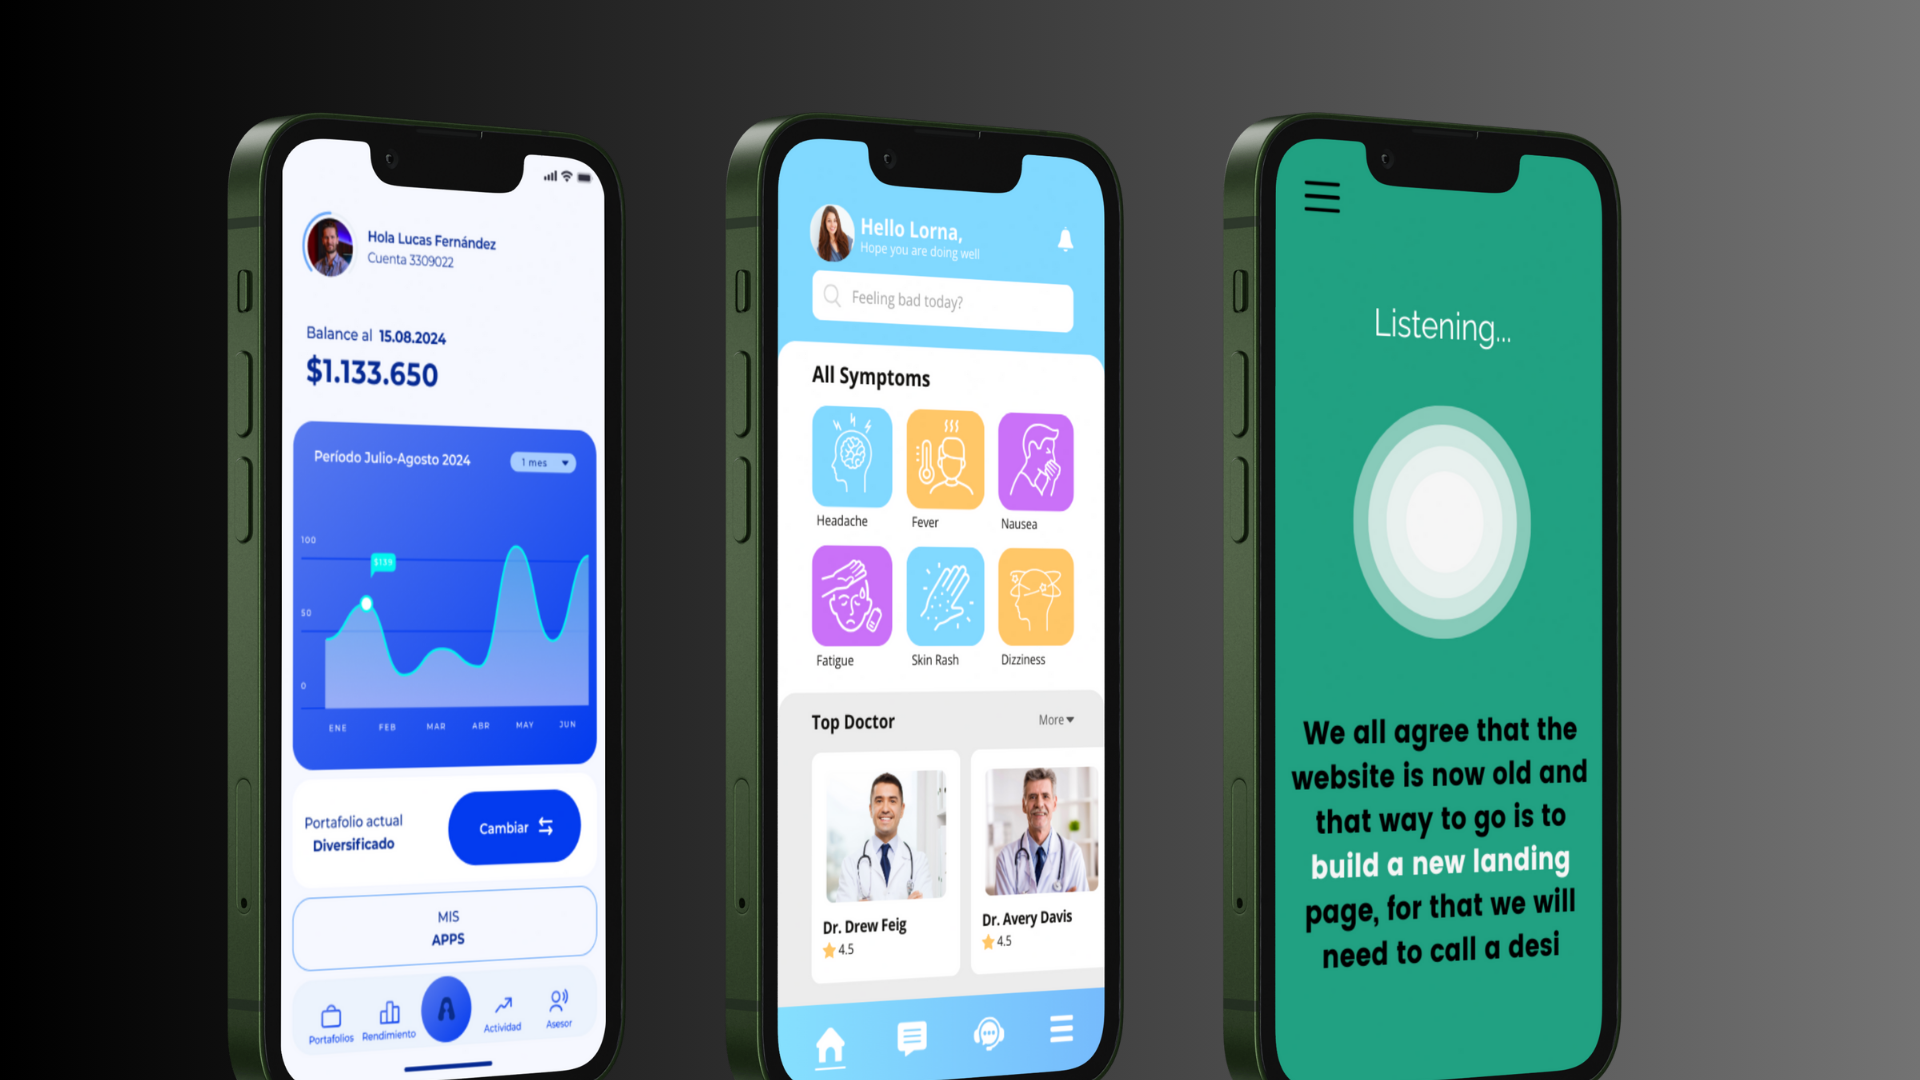 Hola Lucas Fernández
Cuenta 3309022
Balance al 15.08.2024
$1.133.650
Período Julio-Agosto 2024
1 mes
100
$139
50
0
ENE FEB MAR ABR MAY JUN
Portafolio actual
Diversificado
Cambiar
MIS
APPS
Portafolios Rendimiento Actividad Asesor
Hello Lorna,
Hope you are doing well
Feeling bad today?
All Symptoms
Headache Fever Nausea
Fatigue Skin Rash Dizziness
Top Doctor
More
Dr. Drew Feig
4.5
Dr. Avery Davis
4.5
Listening...
We all agree that the
website is now old and
that way to go is to
build a new landing
page, for that we will
need to call a desi